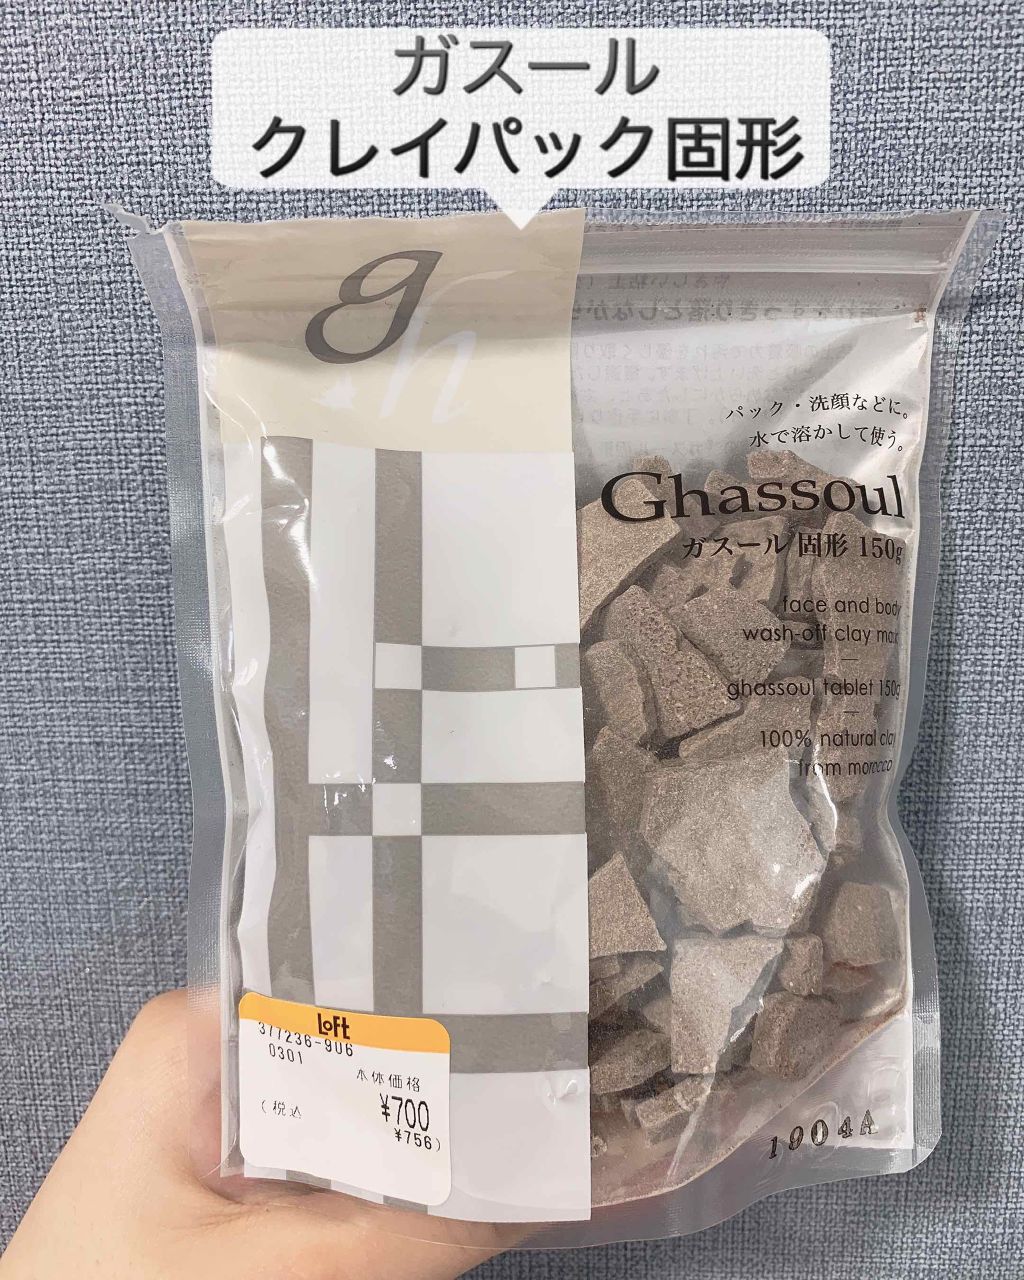 ガスール
クレイパック固形
gh
パック・洗顔などに。
水で溶かして使う。
Ghassoul
ガスール 固形 150g
face and body
wash-off clay
ghassoul tablet 150g
100% natural clay
from morocco
LOFT
377236-906
0301
本体価格
¥700
(税込
¥756)
1904A